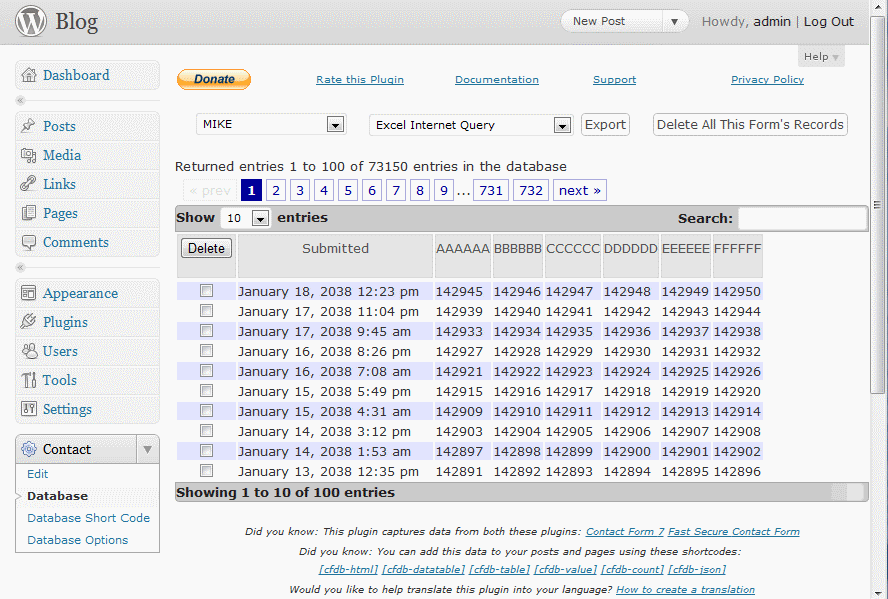 Blog
New Post
Howdy, admin | Log Out
Help
Dashboard
Posts
Media
Links
Pages
Comments
Appearance
Plugins
Users
Tools
Settings
Contact
Edit
Database
Database Short Code
Database Options
Donate Rate this Plugin Documentation Support Privacy Policy
MIKE Excel Internet Query Export Delete All This Form's Records
Returned entries 1 to 100 of 73150 entries in the database
« prev 1 2 3 4 5 6 7 8 9 ... 731 732 next »
Show 10 entries Search:
Delete Submitted AAAAAA BBBBBB CCCCCC DDDDDD EEEEEE FFFFFF
January 18, 2038 12:23 pm 142945 142946 142947 142948 142949 142950
January 17, 2038 11:04 pm 142939 142940 142941 142942 142943 142944
January 17, 2038 9:45 am 142933 142934 142935 142936 142937 142938
January 16, 2038 8:26 pm 142927 142928 142929 142930 142931 142932
January 16, 2038 7:08 am 142921 142922 142923 142924 142925 142926
January 15, 2038 5:49 pm 142915 142916 142917 142918 142919 142920
January 15, 2038 4:31 am 142909 142910 142911 142912 142913 142914
January 14, 2038 3:12 pm 142903 142904 142905 142906 142907 142908
January 14, 2038 1:53 am 142897 142898 142899 142900 142901 142902
January 13, 2038 12:35 pm 142891 142892 142893 142894 142895 142896
Showing 1 to 10 of 100 entries
Did you know: This plugin captures data from both these plugins: Contact Form 7 Fast Secure Contact Form
Did you know: You can add this data to your posts and pages using these shortcodes:
[cfdb-html] [cfdb-datatable] [cfdb-table] [cfdb-value] [cfdb-count] [cfdb-json]
Would you like to help translate this plugin into your language? How to create a translation